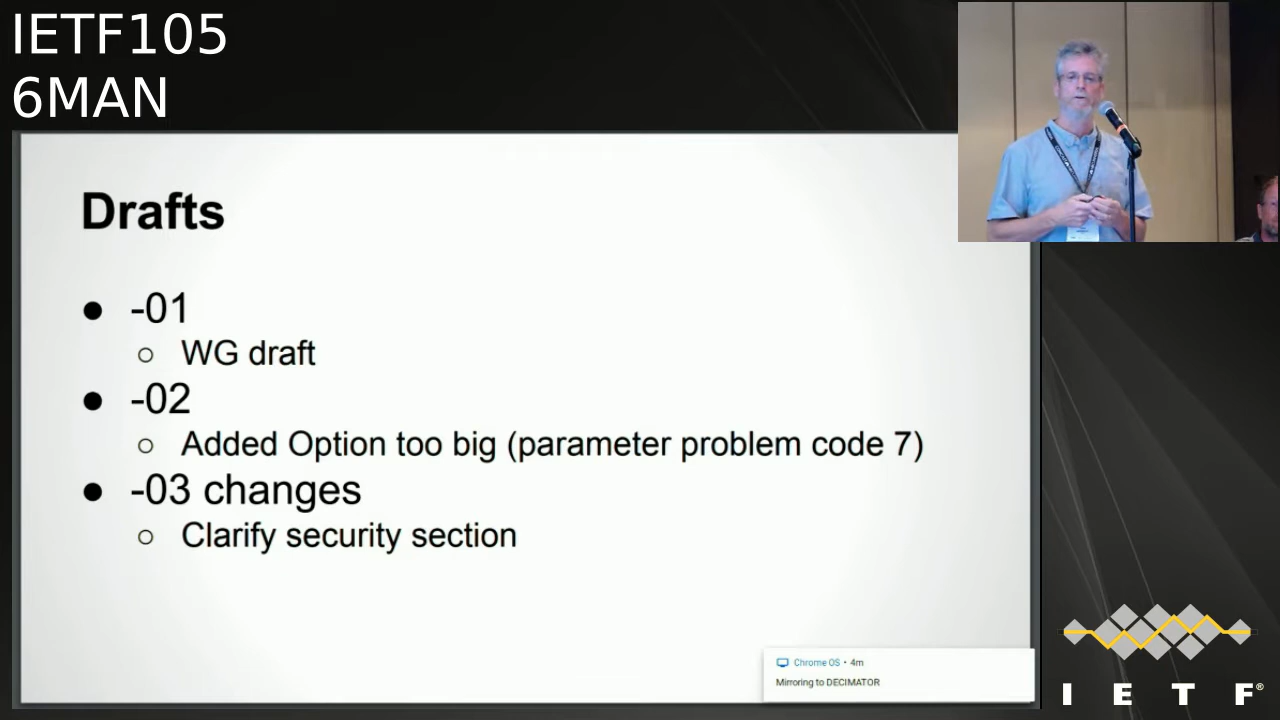 IETF105
6MAN
Drafts
● -01
○ WG draft
● -02
○ Added Option too big (parameter problem code 7)
● -03 changes
○ Clarify security section
Chrome OS • 4m
Mirroring to DECIMATOR
I E T F®